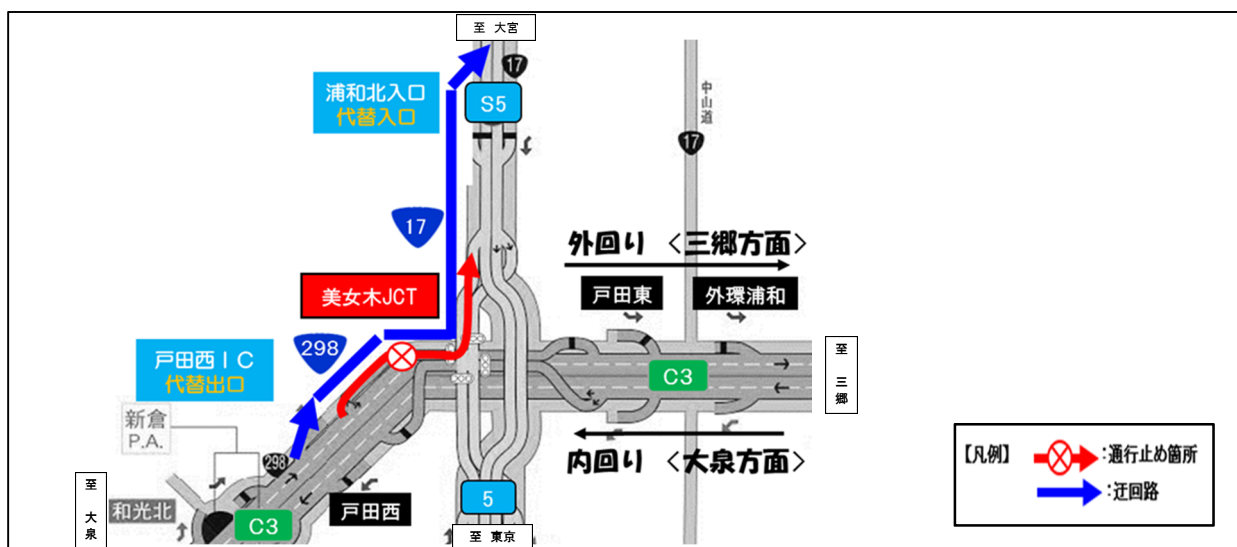 至 大宮
17
浦和北入口
代替入口
S5
中山道
17
17
外回り <三郷方面>
美女木JCT
戸田東
外環浦和
298
戸田西IC
代替出口
C3
至 三郷
新倉
P.A.
298
内回り <大泉方面>
【凡例】 :通行止め箇所
:迂回路
至 大泉
和光北
C3
戸田西
5
至 東京